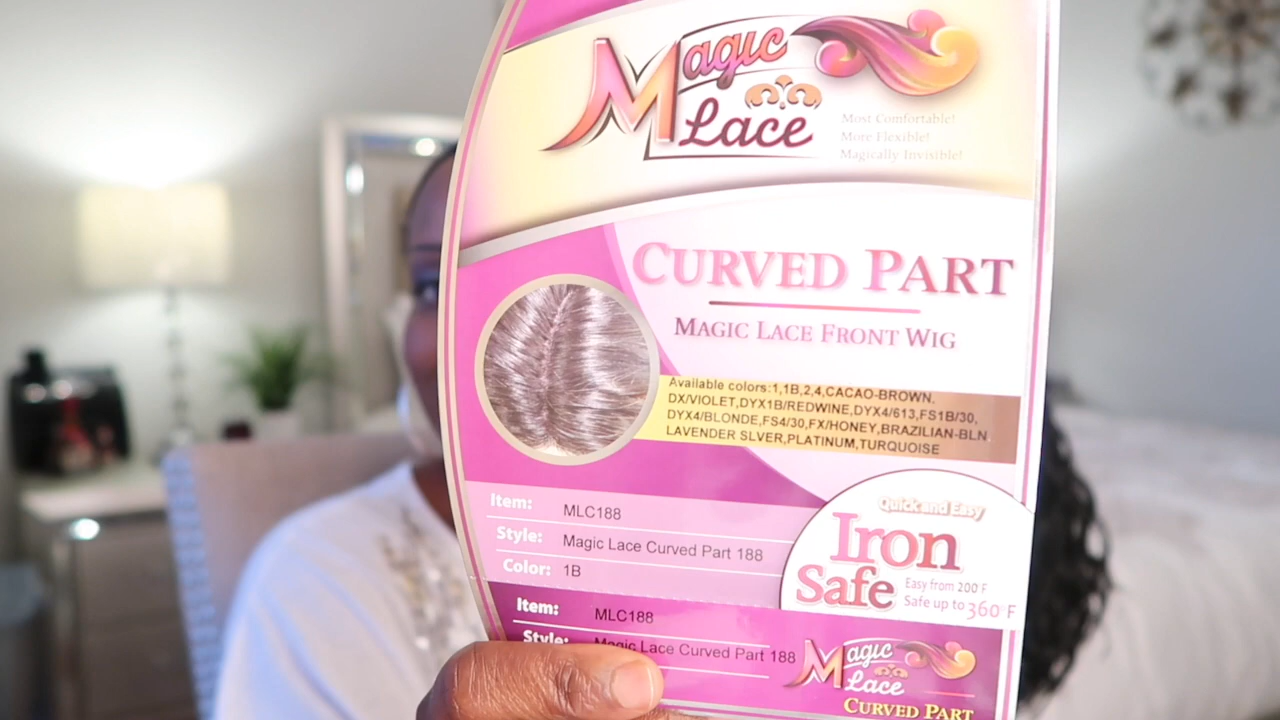 Magic
Lace
Most Comfortable!
More Flexible!
Magically Invisible!
CURVED PART
MAGIC LACE FRONT WIG
Available colors:1,1B,2,4,CACAO-BROWN,
DX/VIOLET,DYX1B/REDWINE,DYX4/613,FS1B/30,
DYX4/BLONDE,FS4/30,FX/HONEY,BRAZILIAN-BLN,
LAVENDER SLVER,PLATINUM,TURQUOISE
Item: MLC188
Style: Magic Lace Curved Part 188
Color: 1B
Quick and Easy
Iron
Safe
Easy from 200°F
Safe up to 360°F
Item: MLC188
Style: Magic Lace Curved Part 188
Magic
Lace
CURVED PART